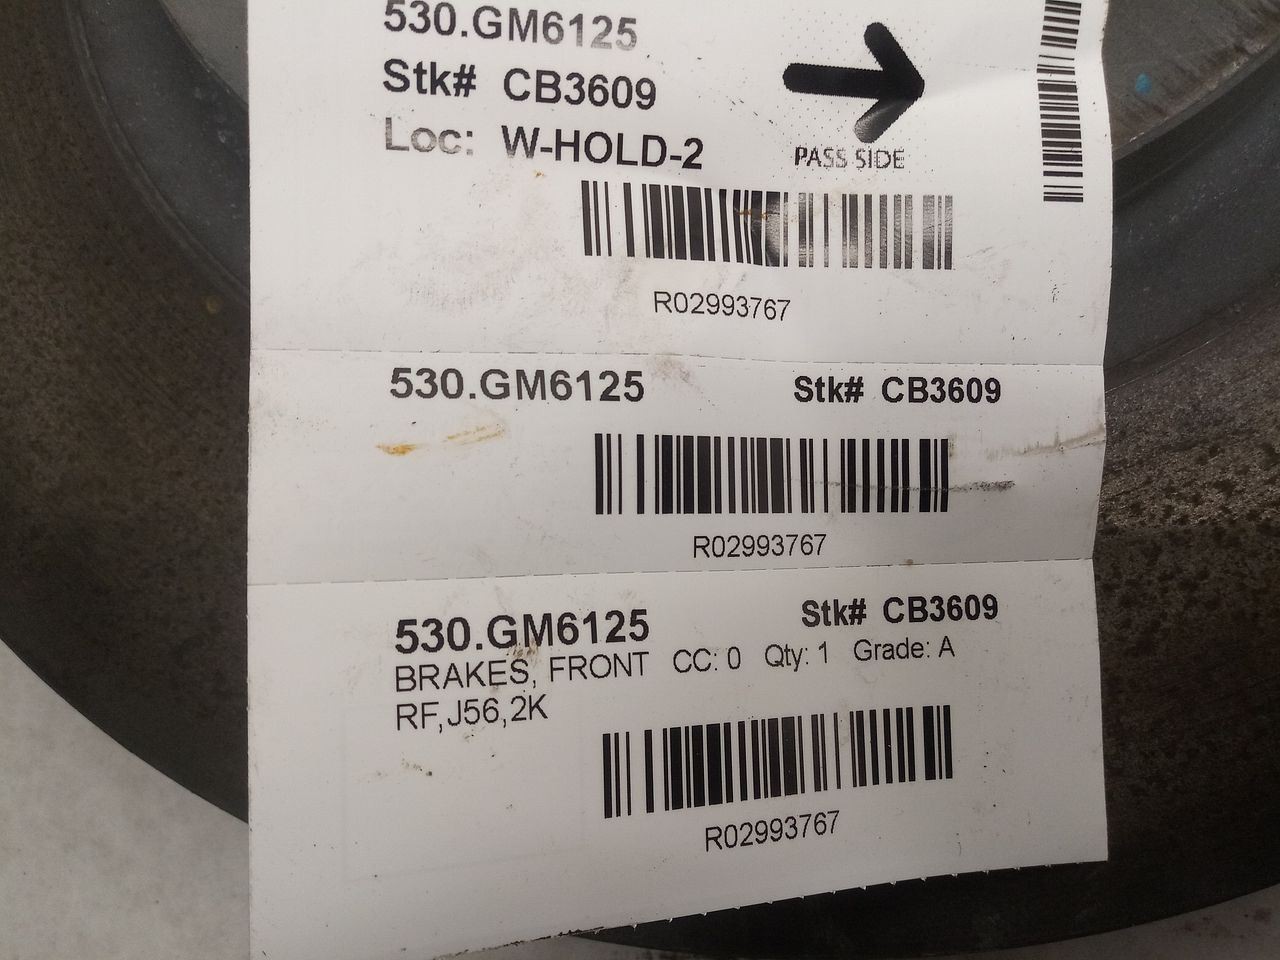 530.GM6125
Stk# CB3609
Loc: W-HOLD-2
PASS SIDE
R02993767
530.GM6125 Stk# CB3609
R02993767
530.GM6125 Stk# CB3609
BRAKES, FRONT CC: 0 Qty: 1 Grade: A
RF,J56,2K
R02993767